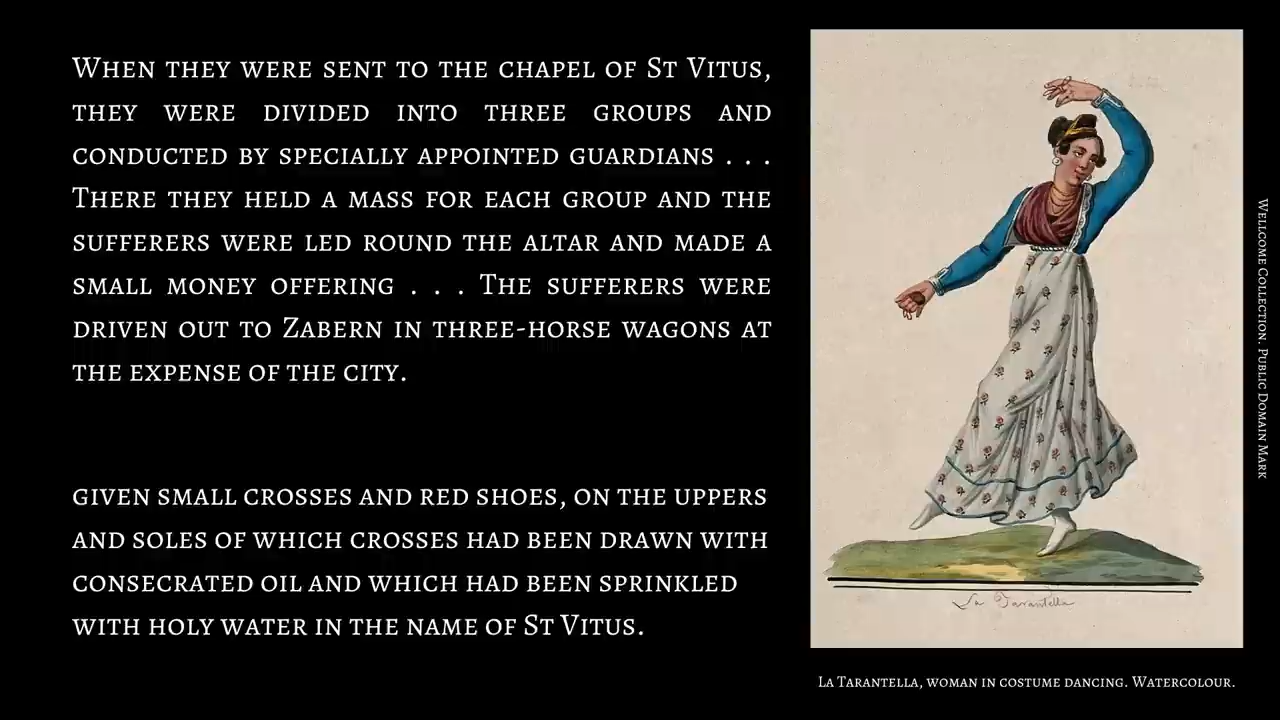 When they were sent to the chapel of St Vitus,
they were divided into three groups and
conducted by specially appointed guardians . . .
There they held a mass for each group and the
sufferers were led round the altar and made a
small money offering . . . The sufferers were
driven out to Zabern in three-horse wagons at
the expense of the city.
given small crosses and red shoes, on the uppers
and soles of which crosses had been drawn with
consecrated oil and which had been sprinkled
with holy water in the name of St Vitus.
La Tarantella
La Tarantella, woman in costume dancing. Watercolour.
Wellcome Collection. Public Domain Mark